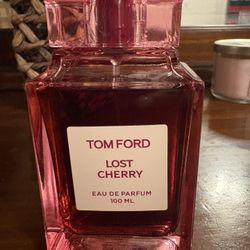 TOM FORD
LOST
CHERRY
EAU DE PARFUM
100 ML